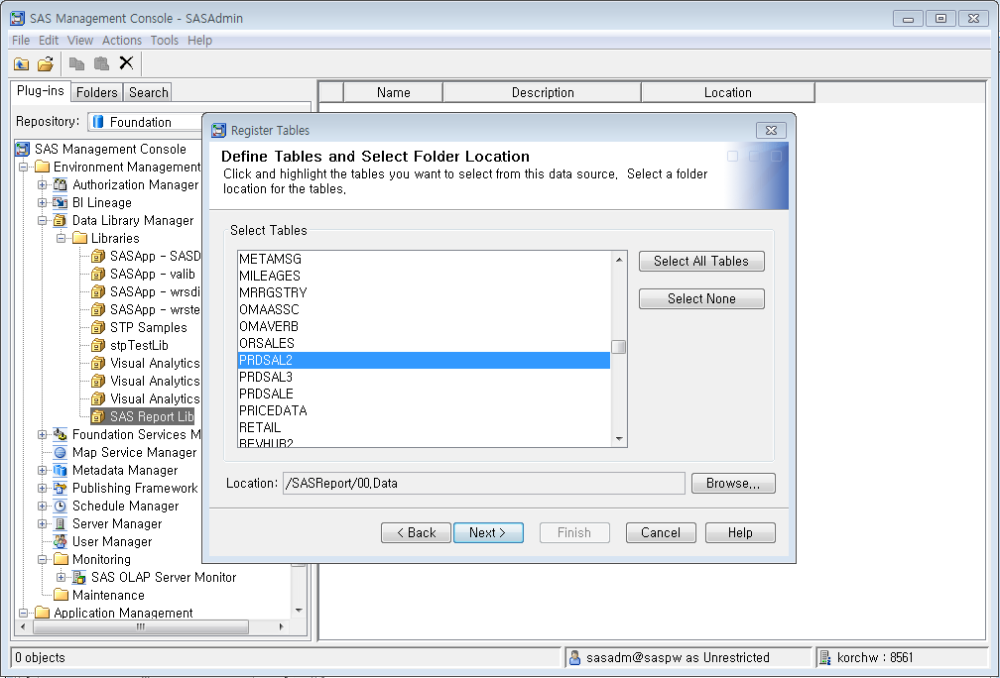 SAS Management Console - SASAdmin
File Edit View Actions Tools Help
Plug-ins Folders Search
Repository: Foundation
SAS Management Console
Environment Management
Authorization Manager
BI Lineage
Data Library Manager
Libraries
SASApp - SASD
SASApp - valib
SASApp - wrsdi
SASApp - wrste
STP Samples
stpTestLib
Visual Analytics
Visual Analytics
Visual Analytics
SAS Report Lib
Foundation Services M
Map Service Manager
Metadata Manager
Publishing Framework
Schedule Manager
Server Manager
User Manager
Monitoring
SAS OLAP Server Monitor
Maintenance
Application Management
Name Description Location
Register Tables
Define Tables and Select Folder Location
Click and highlight the tables you want to select from this data source. Select a folder
location for the tables.
Select Tables
METAMSG
MILEAGES
MRRGSTRY
OMAASSC
OMAVERB
ORSALES
PRDSAL2
PRDSAL3
PRDSALE
PRICEDATA
RETAIL
REVHUB2
Select All Tables
Select None
Location: /SASReport/00.Data Browse...
< Back Next > Finish Cancel Help
0 objects sasadm@saspw as Unrestricted korchw : 8561